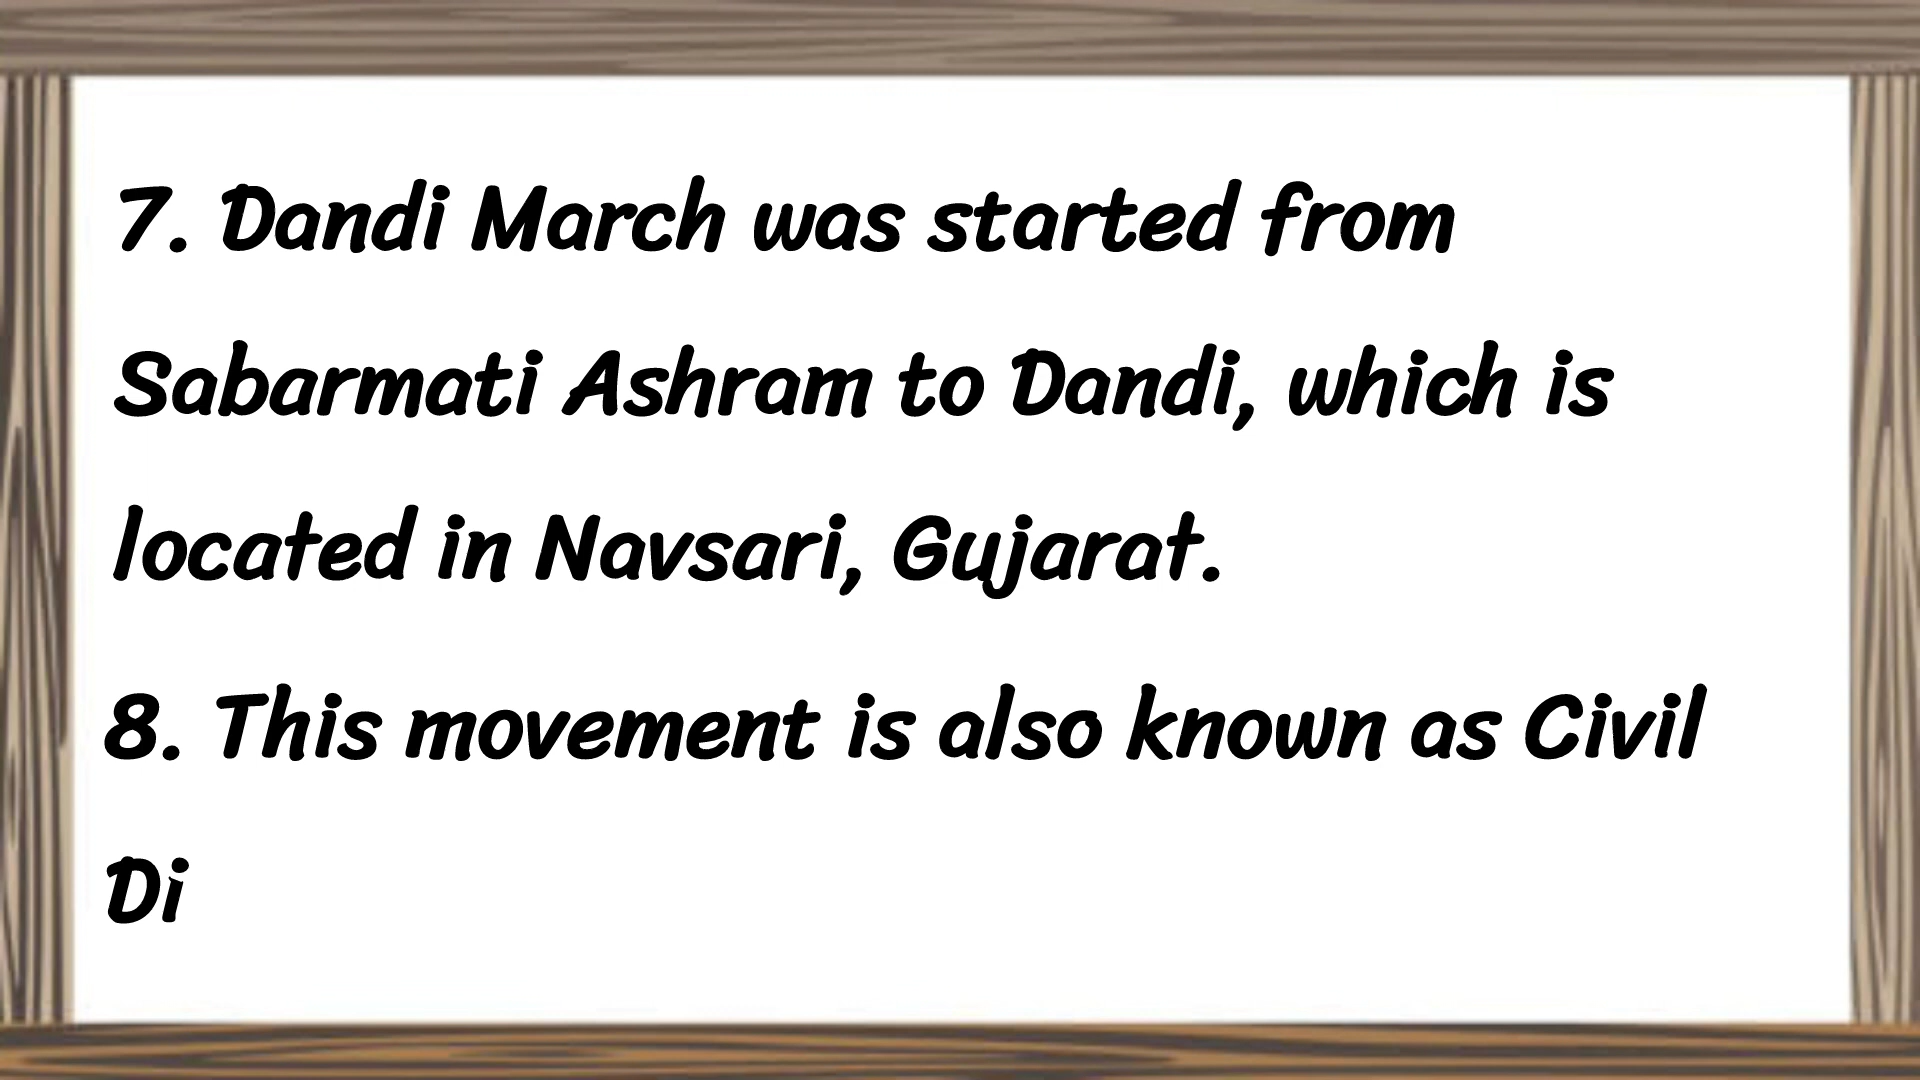 7. Dandi March was started from
Sabarmati Ashram to Dandi, which is
located in Navsari, Gujarat.
8. This movement is also known as Civil
Di